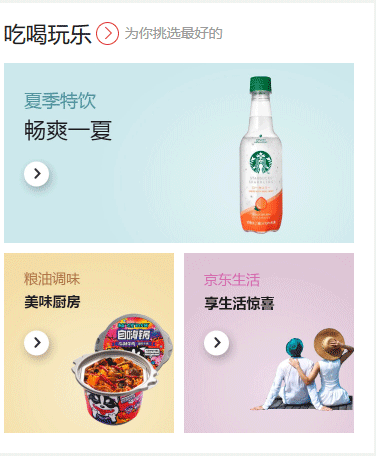 吃喝玩乐
为你挑选最好的
夏季特饮
畅爽一夏
粮油调味
美味厨房
自嗨锅
京东生活
享生活惊喜